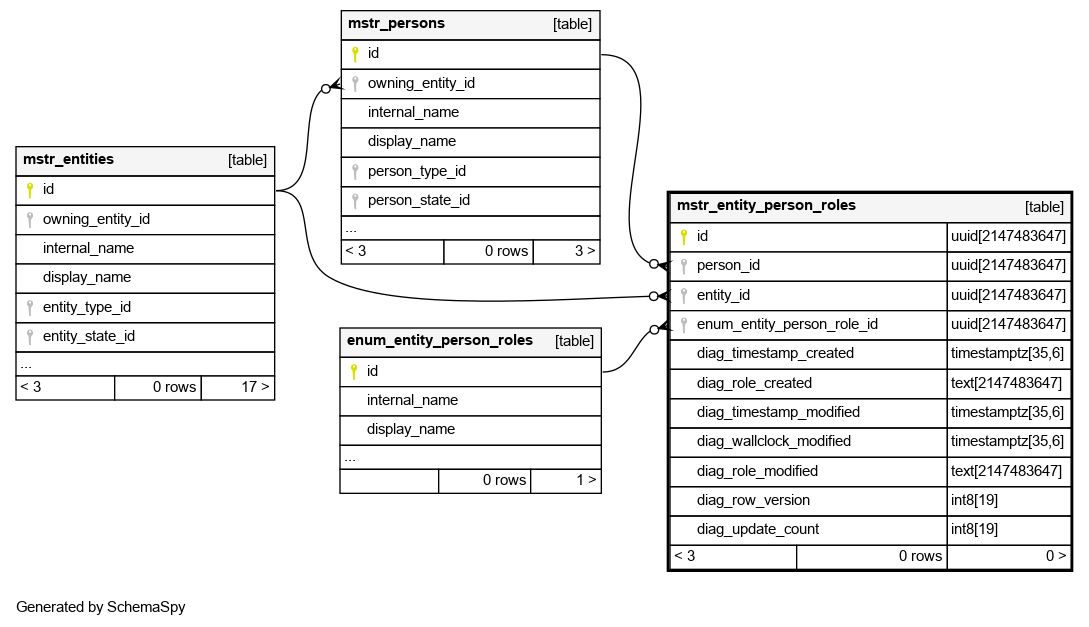 mstr_persons [table]
id
owning_entity_id
internal_name
display_name
person_type_id
person_state_id
...
< 3 0 rows 3 >
mstr_entities [table]
id
owning_entity_id
internal_name
display_name
entity_type_id
entity_state_id
...
< 3 0 rows 17 >
enum_entity_person_roles [table]
id
internal_name
display_name
...
0 rows 1 >
mstr_entity_person_roles [table]
id uuid[2147483647]
person_id uuid[2147483647]
entity_id uuid[2147483647]
enum_entity_person_role_id uuid[2147483647]
diag_timestamp_created timestamptz[35,6]
diag_role_created text[2147483647]
diag_timestamp_modified timestamptz[35,6]
diag_wallclock_modified timestamptz[35,6]
diag_role_modified text[2147483647]
diag_row_version int8[19]
diag_update_count int8[19]
< 3 0 rows 0 >
Generated by SchemaSpy